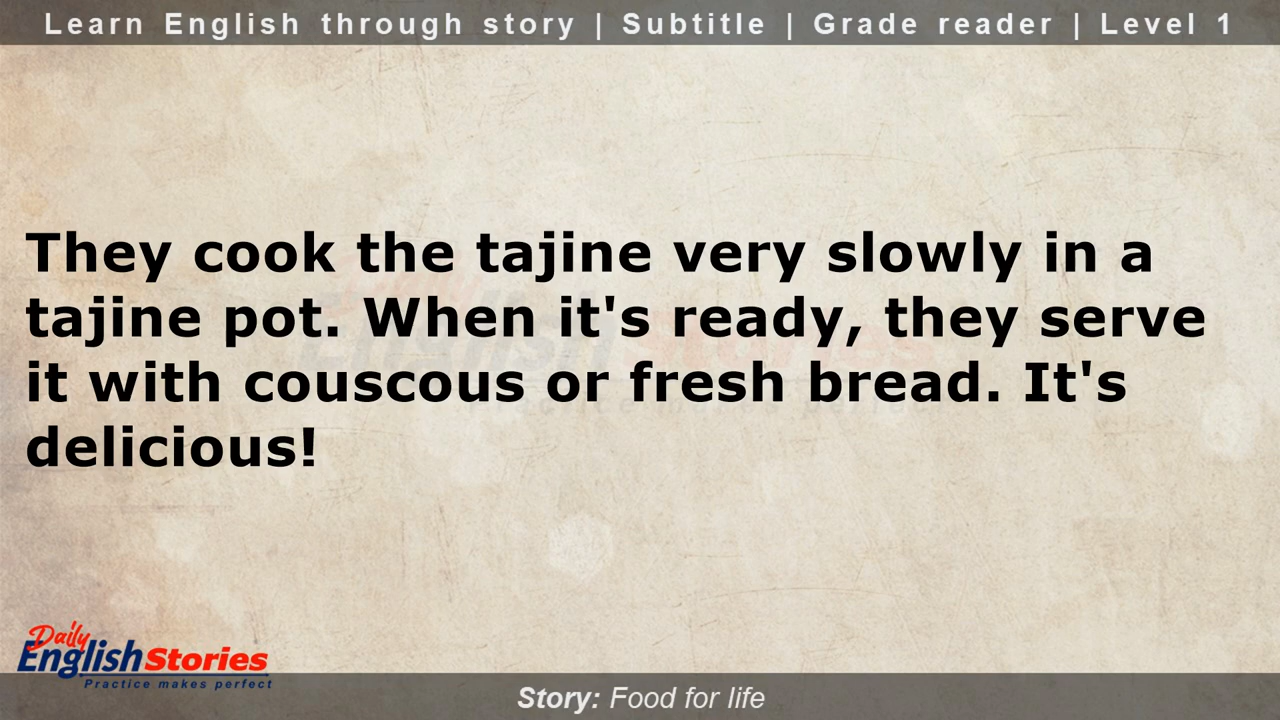 Learn English through story | Subtitle | Grade reader | Level 1
They cook the tajine very slowly in a
tajine pot. When it's ready, they serve
it with couscous or fresh bread. It's
delicious!
Daily
English Stories
Practice makes perfect
Story: Food for life